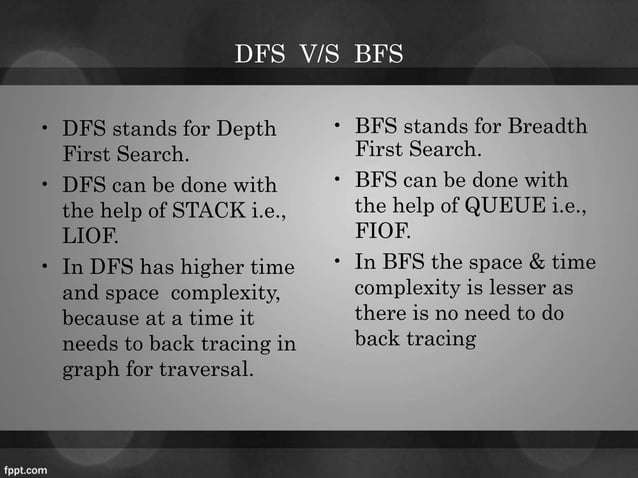 DFS V/S BFS
• DFS stands for Depth
First Search.
• DFS can be done with
the help of STACK i.e.,
LIOF.
• In DFS has higher time
and space complexity,
because at a time it
needs to back tracing in
graph for traversal.
• BFS stands for Breadth
First Search.
• BFS can be done with
the help of QUEUE i.e.,
FIOF.
• In BFS the space & time
complexity is lesser as
there is no need to do
back tracing
fppt.com